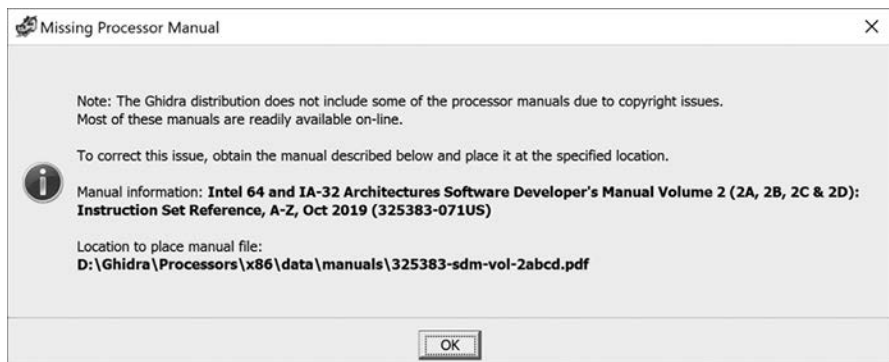 Missing Processor Manual
Note: The Ghidra distribution does not include some of the processor manuals due to copyright issues.
Most of these manuals are readily available on-line.
To correct this issue, obtain the manual described below and place it at the specified location.
Manual information: Intel 64 and IA-32 Architectures Software Developer's Manual Volume 2 (2A, 2B, 2C & 2D):
Instruction Set Reference, A-Z, Oct 2019 (325383-071US)
Location to place manual file:
D:\Ghidra\Processors\x86\data\manuals\325383-sdm-vol-2abcd.pdf
OK